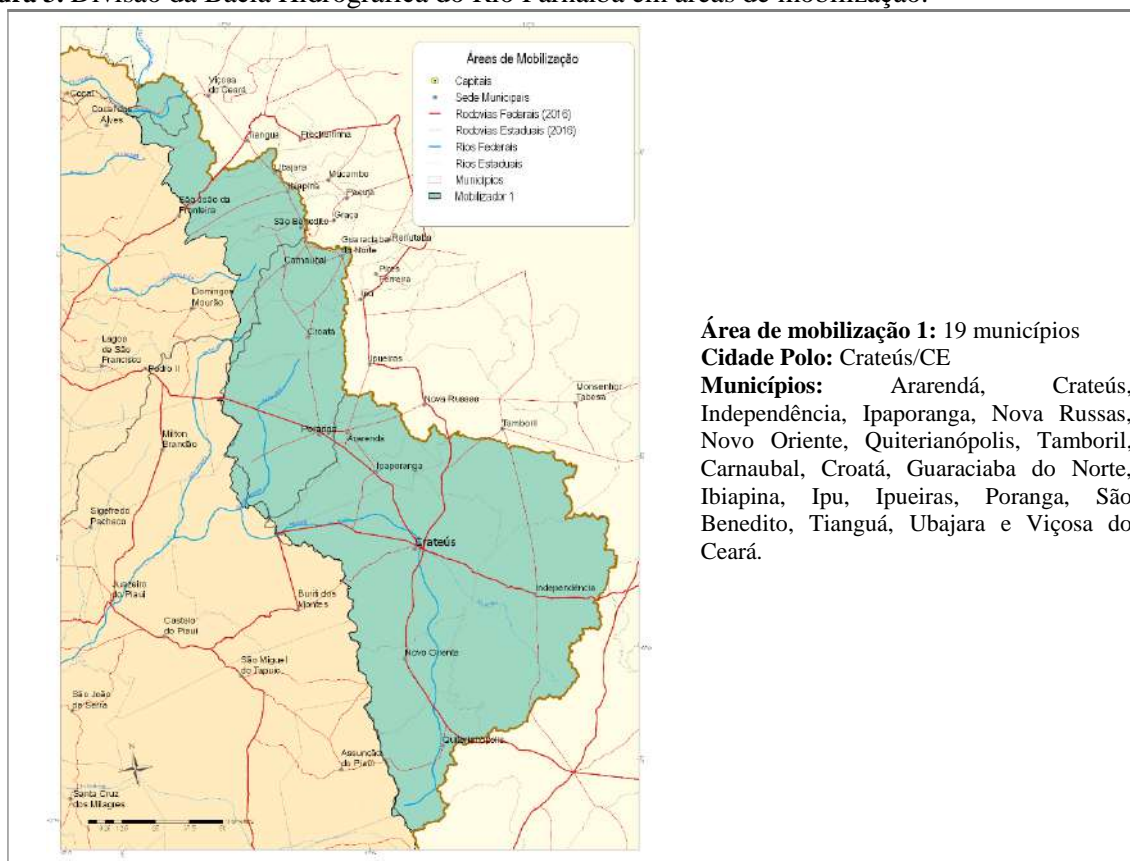 ura 3. Divisão da Bacia Hidrográfica do Rio Parnaíba em áreas de mobilização.
Áreas de Mobilização
Capitais
Sede Municipais
Rodovias Federais (2016)
Rodovias Estaduais (2016)
Rios Federais
Rios Estaduais
Municípios
Mobilizador 1
Viçosa
do Ceará
Cocal
Cocal dos
Alves
Tianguá
Frecheirinha
Ubajara
Ibiapina
Mucambo
Pacujá
São João da
Fronteira
São Benedito
Graça
Guaraciaba
do Norte
Reriutaba
Carnaubal
Pires
Ferreira
Ipu
Domingos
Mourão
Croatá
Lagoa
de São
Francisco
Pedro II
Ipueiras
Nova Russas
Monsenhor
Tabosa
Tamboril
Milton
Brandão
Poranga
Ararendá
Ipaporanga
Sigefredo
Pacheco
Crateús
Juazeiro
do Piauí
Buriti dos
Montes
Independência
Castelo
do Piauí
São Miguel
do Tapuio
Novo Oriente
São João
da Serra
Quiterianópolis
Assunção
do Piauí
N
Santa Cruz
dos Milagres
Área de mobilização 1: 19 municípios
Cidade Polo: Crateús/CE
Municípios: Ararendá, Crateús,
Independência, Ipaporanga, Nova Russas,
Novo Oriente, Quiterianópolis, Tamboril,
Carnaubal, Croatá, Guaraciaba do Norte,
Ibiapina, Ipu, Ipueiras, Poranga, São
Benedito, Tianguá, Ubajara e Viçosa do
Ceará.